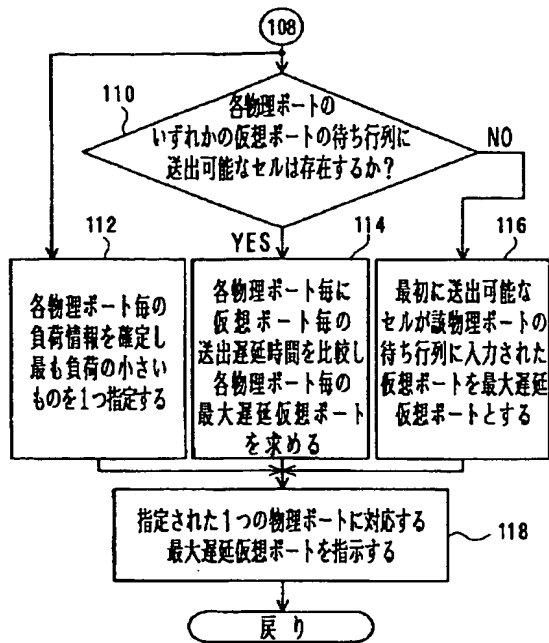 108
110
各物理ポートの
いずれかの仮想ポートの待ち行列に
送出可能なセルは存在するか?
NO
YES
112
各物理ポート毎の
負荷情報を確定し
最も負荷の小さい
ものを1つ指定する
114
各物理ポート毎に
仮想ポート毎の
送出遅延時間を比較し
各物理ポート毎の
最大遅延仮想ポート
を求める
116
最初に送出可能な
セルが該物理ポートの
待ち行列に入力された
仮想ポートを最大遅延
仮想ポートとする
指定された1つの物理ポートに対応する
最大遅延仮想ポートを指示する
118
戻り